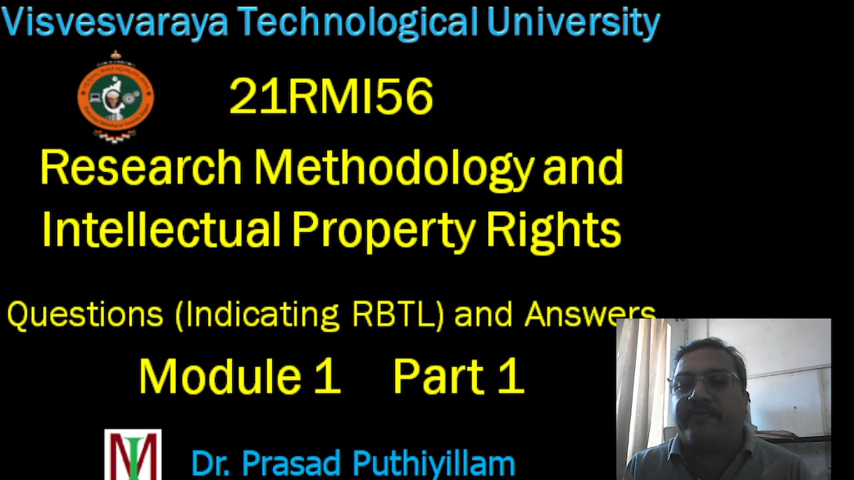 Visvesvaraya Technological University
21RMI56
Research Methodology and
Intellectual Property Rights
Questions (Indicating RBTL) and Answers
Module 1 Part 1
Dr. Prasad Puthiyillam